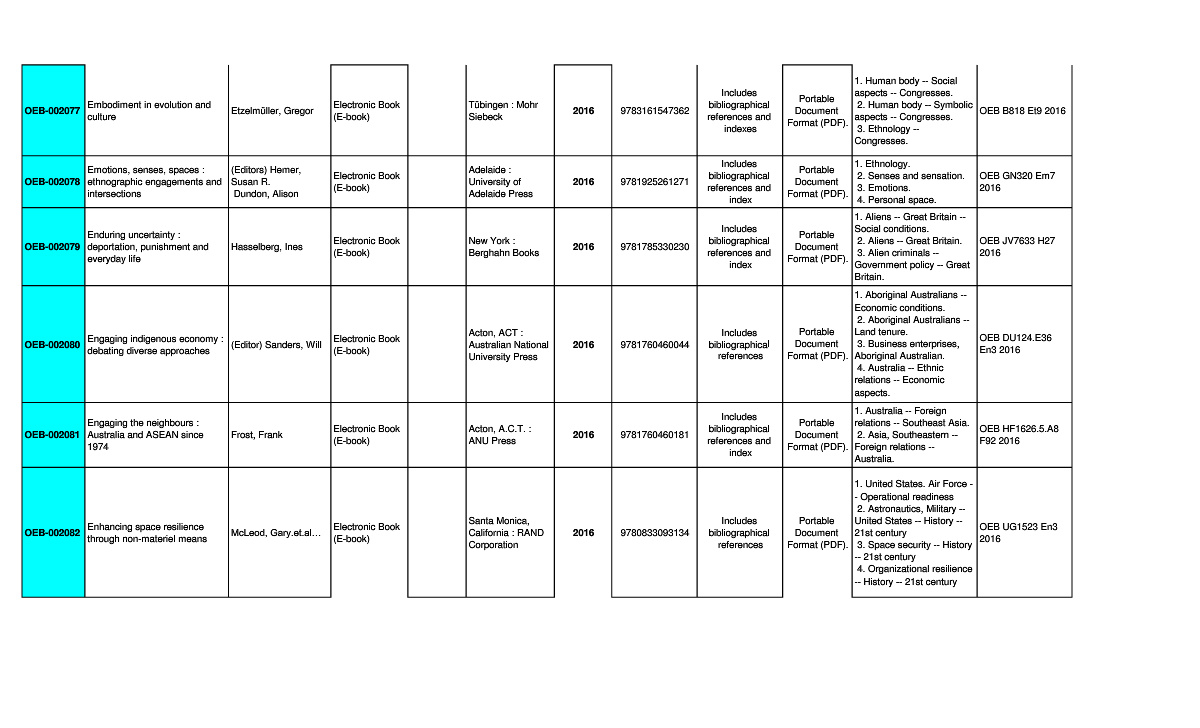 OEB-002077
Embodiment in evolution and
culture
Etzelmüller, Gregor
Electronic Book
(E-book)
Tübingen : Mohr
Siebeck
2016
9783161547362
Includes
bibliographical
references and
indexes
Portable
Document
Format (PDF).
1. Human body -- Social
aspects -- Congresses.
2. Human body -- Symbolic
aspects -- Congresses.
3. Ethnology --
Congresses.
OEB B818 Et9 2016
OEB-002078
Emotions, senses, spaces :
ethnographic engagements and
intersections
(Editors) Hemer,
Susan R.
Dundon, Alison
Electronic Book
(E-book)
Adelaide :
University of
Adelaide Press
2016
9781925261271
Includes
bibliographical
references and
index
Portable
Document
Format (PDF).
1. Ethnology.
2. Senses and sensation.
3. Emotions.
4. Personal space.
OEB GN320 Em7
2016
OEB-002079
Enduring uncertainty :
deportation, punishment and
everyday life
Hasselberg, Ines
Electronic Book
(E-book)
New York :
Berghahn Books
2016
9781785330230
Includes
bibliographical
references and
index
Portable
Document
Format (PDF).
1. Aliens -- Great Britain --
Social conditions.
2. Aliens -- Great Britain.
3. Alien criminals --
Government policy -- Great
Britain.
OEB JV7633 H27
2016
OEB-002080
Engaging indigenous economy :
debating diverse approaches
(Editor) Sanders, Will
Electronic Book
(E-book)
Acton, ACT :
Australian National
University Press
2016
9781760460044
Includes
bibliographical
references
Portable
Document
Format (PDF).
1. Aboriginal Australians --
Economic conditions.
2. Aboriginal Australians --
Land tenure.
3. Business enterprises,
Aboriginal Australian.
4. Australia -- Ethnic
relations -- Economic
aspects.
OEB DU124.E36
En3 2016
OEB-002081
Engaging the neighbours :
Australia and ASEAN since
1974
Frost, Frank
Electronic Book
(E-book)
Acton, A.C.T. :
ANU Press
2016
9781760460181
Includes
bibliographical
references and
index
Portable
Document
Format (PDF).
1. Australia -- Foreign
relations -- Southeast Asia.
2. Asia, Southeastern --
Foreign relations --
Australia.
OEB HF1626.5.A8
F92 2016
OEB-002082
Enhancing space resilience
through non-materiel means
McLeod, Gary.et.al...
Electronic Book
(E-book)
Santa Monica,
California : RAND
Corporation
2016
9780833093134
Includes
bibliographical
references
Portable
Document
Format (PDF).
1. United States. Air Force -
- Operational readiness
2. Astronautics, Military --
United States -- History --
21st century
3. Space security -- History
-- 21st century
4. Organizational resilience
-- History -- 21st century
OEB UG1523 En3
2016